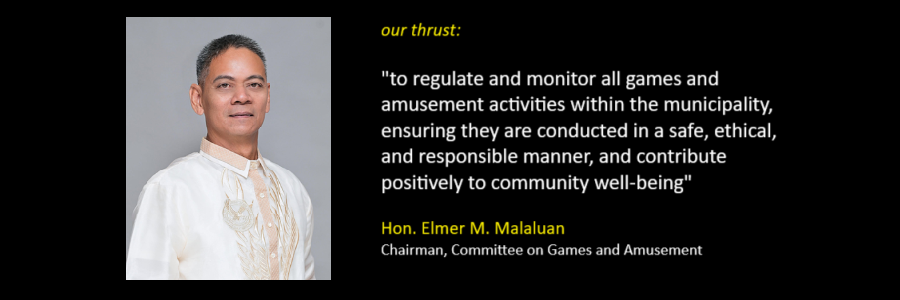 our thrust:
"to regulate and monitor all games and
amusement activities within the municipality,
ensuring they are conducted in a safe, ethical,
and responsible manner, and contribute
positively to community well-being"
Hon. Elmer M. Malaluan
Chairman, Committee on Games and Amusement